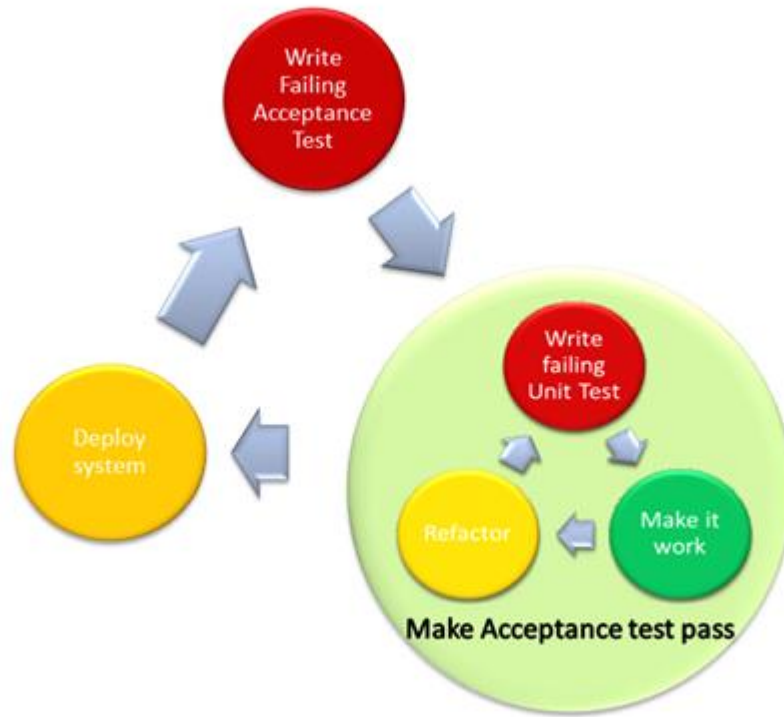 Write
Failing
Acceptance
Test
Write
failing
Unit Test
Deploy
system
Refactor
Make it
work
Make Acceptance test pass